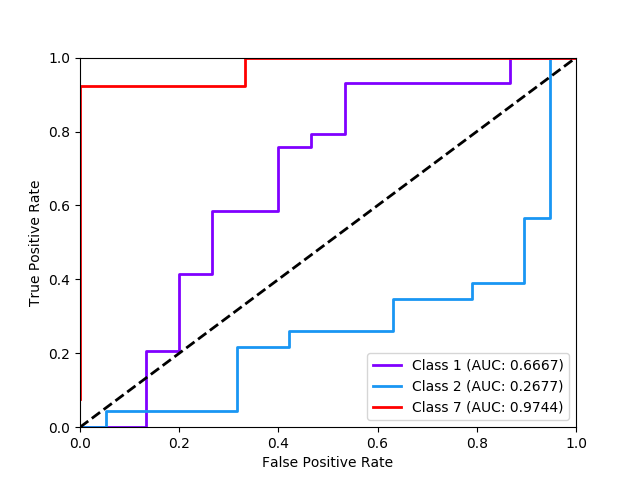 1.0
0.8
0.6
0.4
0.2
0.0
True Positive Rate
Class 1 (AUC: 0.6667)
Class 2 (AUC: 0.2677)
Class 7 (AUC: 0.9744)
0.0 0.2 0.4 0.6 0.8 1.0
False Positive Rate